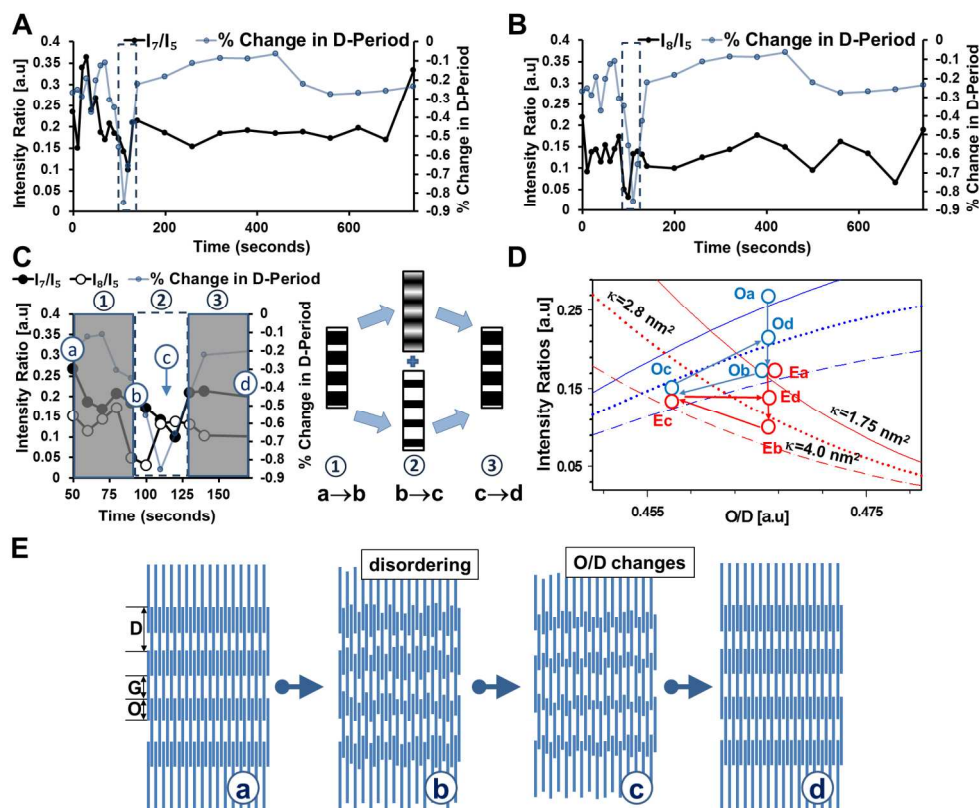 A
I7/I5
% Change in D-Period
Intensity Ratio [a.u]
0.4
0.35
0.3
0.25
0.2
0.15
0.1
0.05
0
0
-0.1
-0.2
-0.3
-0.4
-0.5
-0.6
-0.7
-0.8
-0.9
% Change in D-Period
0
200
400
600
Time (seconds)
B
I8/I5
% Change in D-Period
Intensity Ratio [a.u]
0.4
0.35
0.3
0.25
0.2
0.15
0.1
0.05
0
0
-0.1
-0.2
-0.3
-0.4
-0.5
-0.6
-0.7
-0.8
-0.9
% Change in D-Period
0
200
400
600
Time (seconds)
C
I7/I5
I8/I5
% Change in D-Period
1
2
3
Intensity Ratio [a.u]
0.4
0.35
0.3
0.25
0.2
0.15
0.1
0.05
0
0
-0.1
-0.2
-0.3
-0.4
-0.5
-0.6
-0.7
-0.8
-0.9
% Change in D-Period
a
b
c
d
50
100
150
Time (seconds)
1
2
3
a→b
b→c
c→d
D
Intensity Ratios [a.u]
0.25
0.15
0.05
κ=2.8 nm²
Oa
Od
Oc
Ob
Ea
Ec
Ed
Eb
κ=1.75 nm²
κ=4.0 nm²
0.455
0.475
O/D [a.u]
E
disordering
O/D changes
D
G
O
a
b
c
d